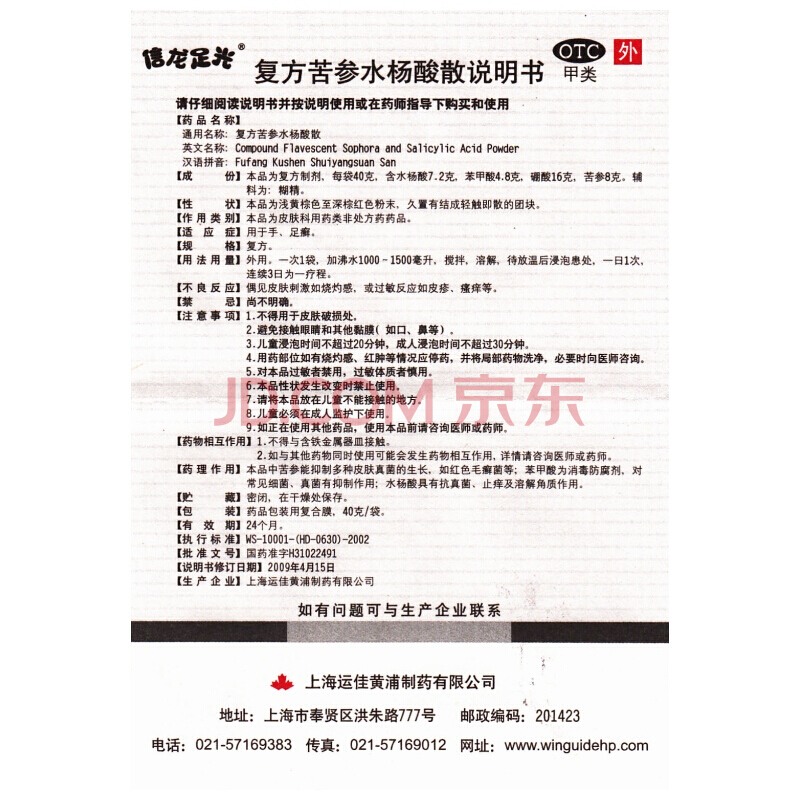 信龙足光®
复方苦参水杨酸散说明书
OTC
甲类
外
请仔细阅读说明书并按说明使用或在药师指导下购买和使用
【药品名称】
通用名称：复方苦参水杨酸散
英文名称：Compound Flavescent Sophora and Salicylic Acid Powder
汉语拼音：Fufang Kushen Shuiyangsuan San
【成　　份】本品为复方制剂，每袋40克，含水杨酸7.2克，苯甲酸4.8克，硼酸16克，苦参8克。辅
料为：糊精。
【性　　状】本品为浅黄棕色至深棕红色粉末，久置有结成轻触即散的团块。
【作用类别】本品为皮肤科用药类非处方药药品。
【适 应 症】用于手、足癣。
【规　　格】复方。
【用法用量】外用。一次1袋，加沸水1000-1500毫升，搅拌，溶解，待放温后浸泡患处，一日1次，
连续3日为一疗程。
【不良反应】偶见皮肤刺激如烧灼感，或过敏反应如皮疹、瘙痒等。
【禁　　忌】尚不明确。
【注意事项】1.不得用于皮肤破损处。
2.避免接触眼睛和其他黏膜（如口、鼻等）。
3.儿童浸泡时间不超过20分钟，成人浸泡时间不超过30分钟。
4.用药部位如有烧灼感、红肿等情况应停药，并将局部药物洗净，必要时向医师咨询。
5.对本品过敏者禁用，过敏体质者慎用。
6.本品性状发生改变时禁止使用。
7.请将本品放在儿童不能接触的地方。
8.儿童必须在成人监护下使用。
9.如正在使用其他药品，使用本品前请咨询医师或药师。
JD.COM 京东
【药物相互作用】1.不得与含铁金属器皿接触。
2.如与其他药物同时使用可能会发生药物相互作用，详情请咨询医师或药师。
【药理作用】本品中苦参能抑制多种皮肤真菌的生长，如红色毛癣菌等；苯甲酸为消毒防腐剂，对
常见细菌、真菌有抑制作用；水杨酸具有抗真菌、止痒及溶解角质作用。
【贮　　藏】密闭，在干燥处保存。
【包　　装】药品包装用复合膜，40克/袋。
【有 效 期】24个月。
【执行标准】WS-10001-(HD-0630)-2002
【批准文号】国药准字H31022491
【说明书修订日期】2009年4月15日
【生产企业】上海运佳黄浦制药有限公司
如有问题可与生产企业联系
上海运佳黄浦制药有限公司
地址：上海市奉贤区洪朱路777号　邮政编码：201423
电话：021-57169383 传真：021-57169012 网址：www.winguidehp.com